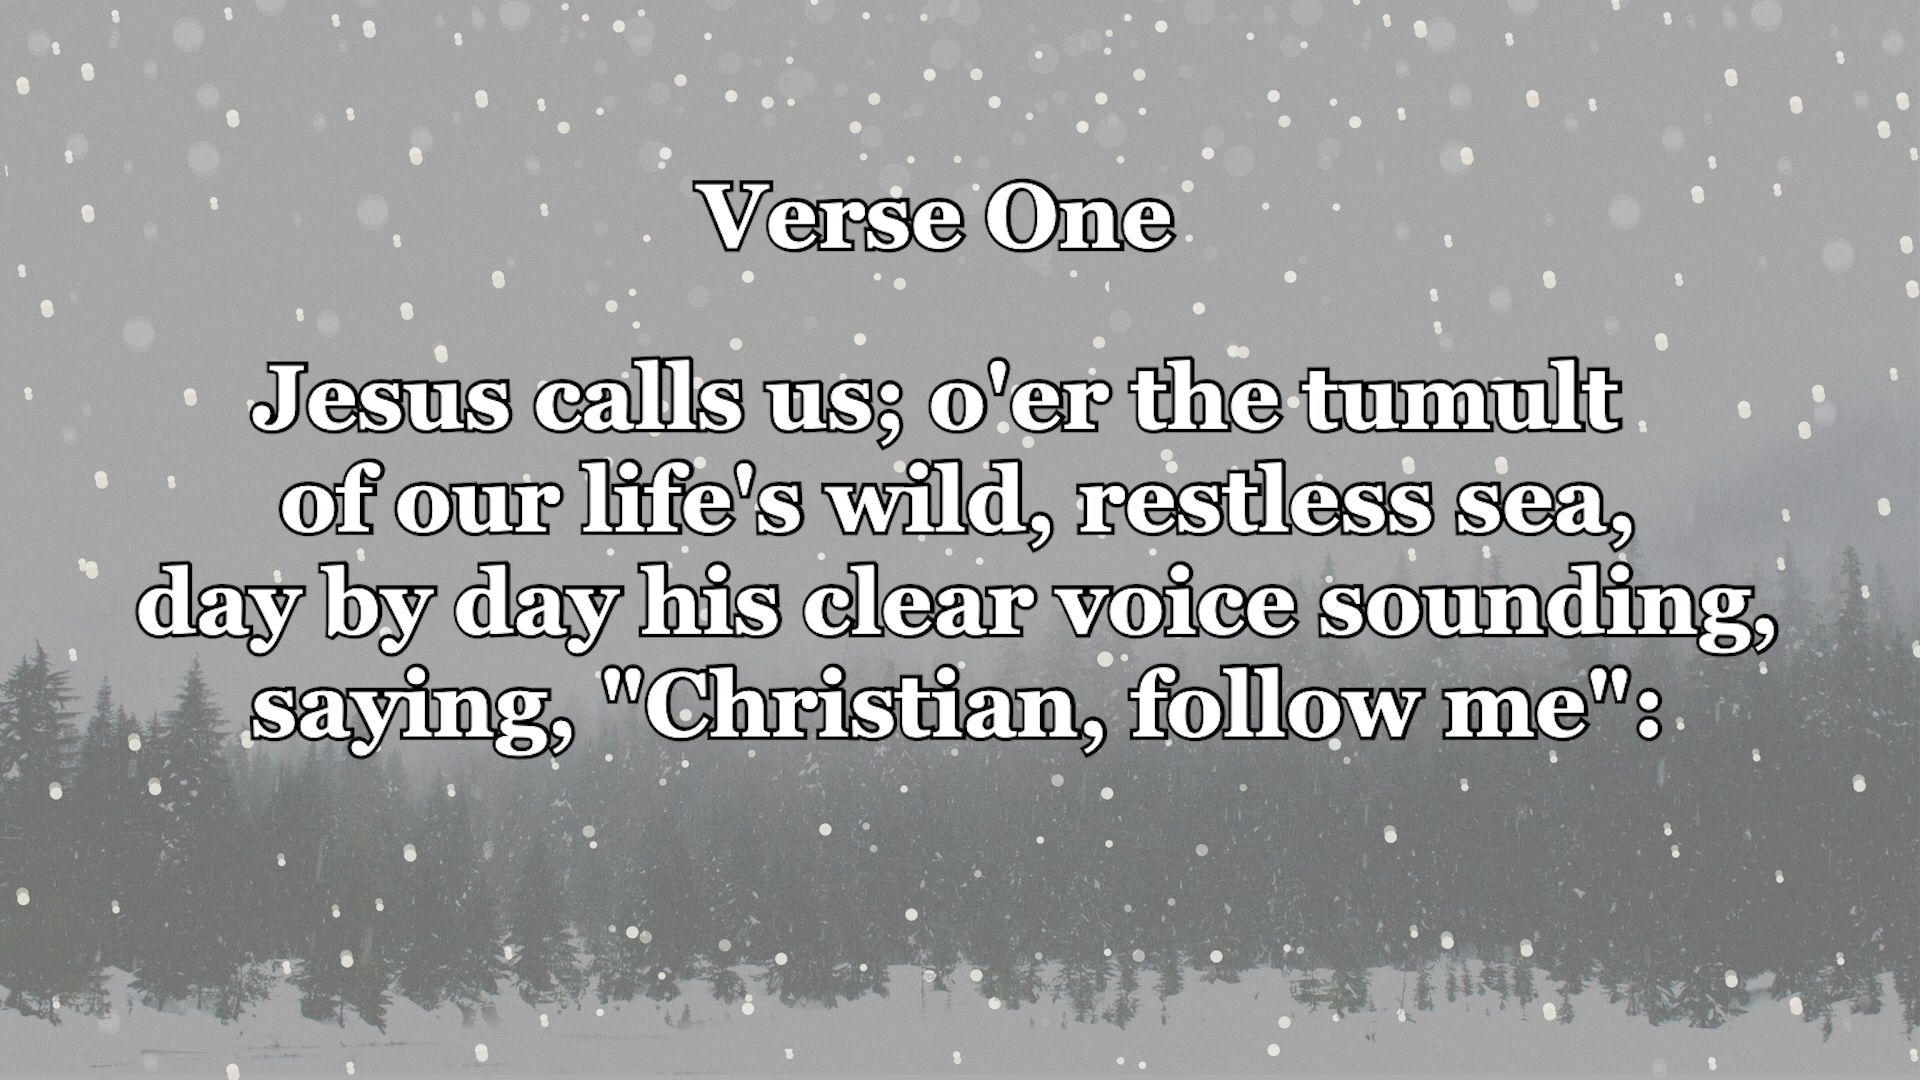 Verse One
Jesus calls us; o'er the tumult
of our life's wild, restless sea,
day by day his clear voice sounding,
saying, "Christian, follow me":